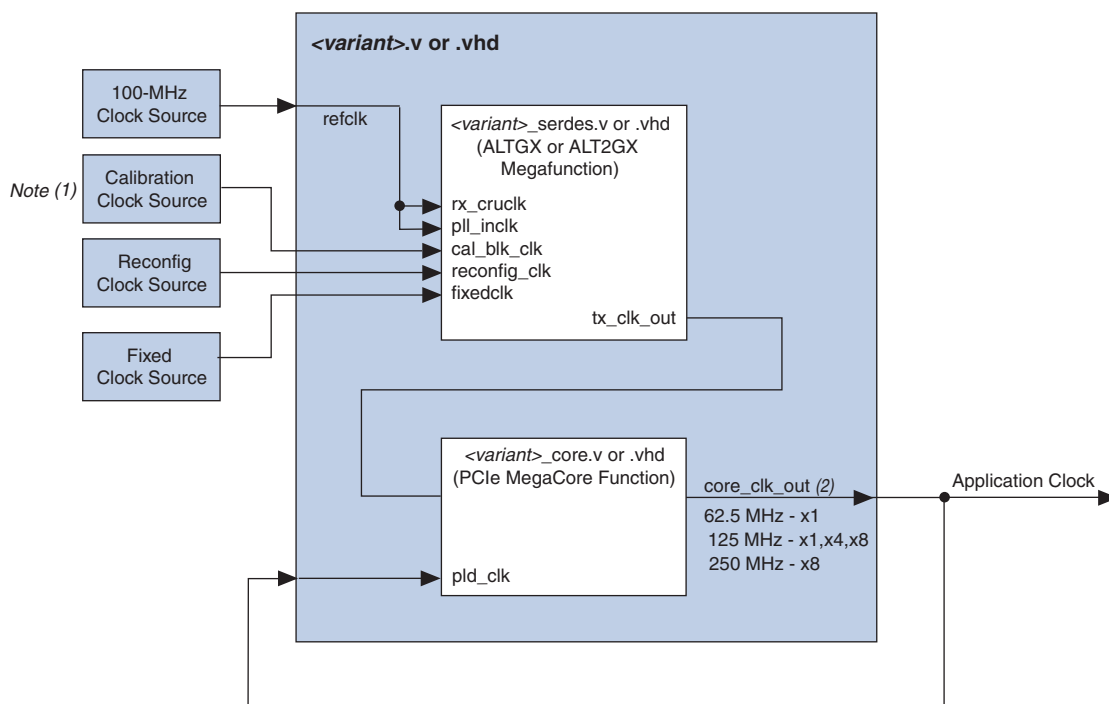 <variant>.v or .vhd
100-MHz
Clock Source
refclk
<variant>_serdes.v or .vhd
(ALTGX or ALT2GX
Megafunction)
Note (1)
Calibration
Clock Source
rx_cruclk
pll_inclk
cal_blk_clk
reconfig_clk
fixedclk
Reconfig
Clock Source
tx_clk_out
Fixed
Clock Source
<variant>_core.v or .vhd
(PCIe MegaCore Function)
core_clk_out (2)
Application Clock
62.5 MHz - x1
125 MHz - x1,x4,x8
250 MHz - x8
pld_clk